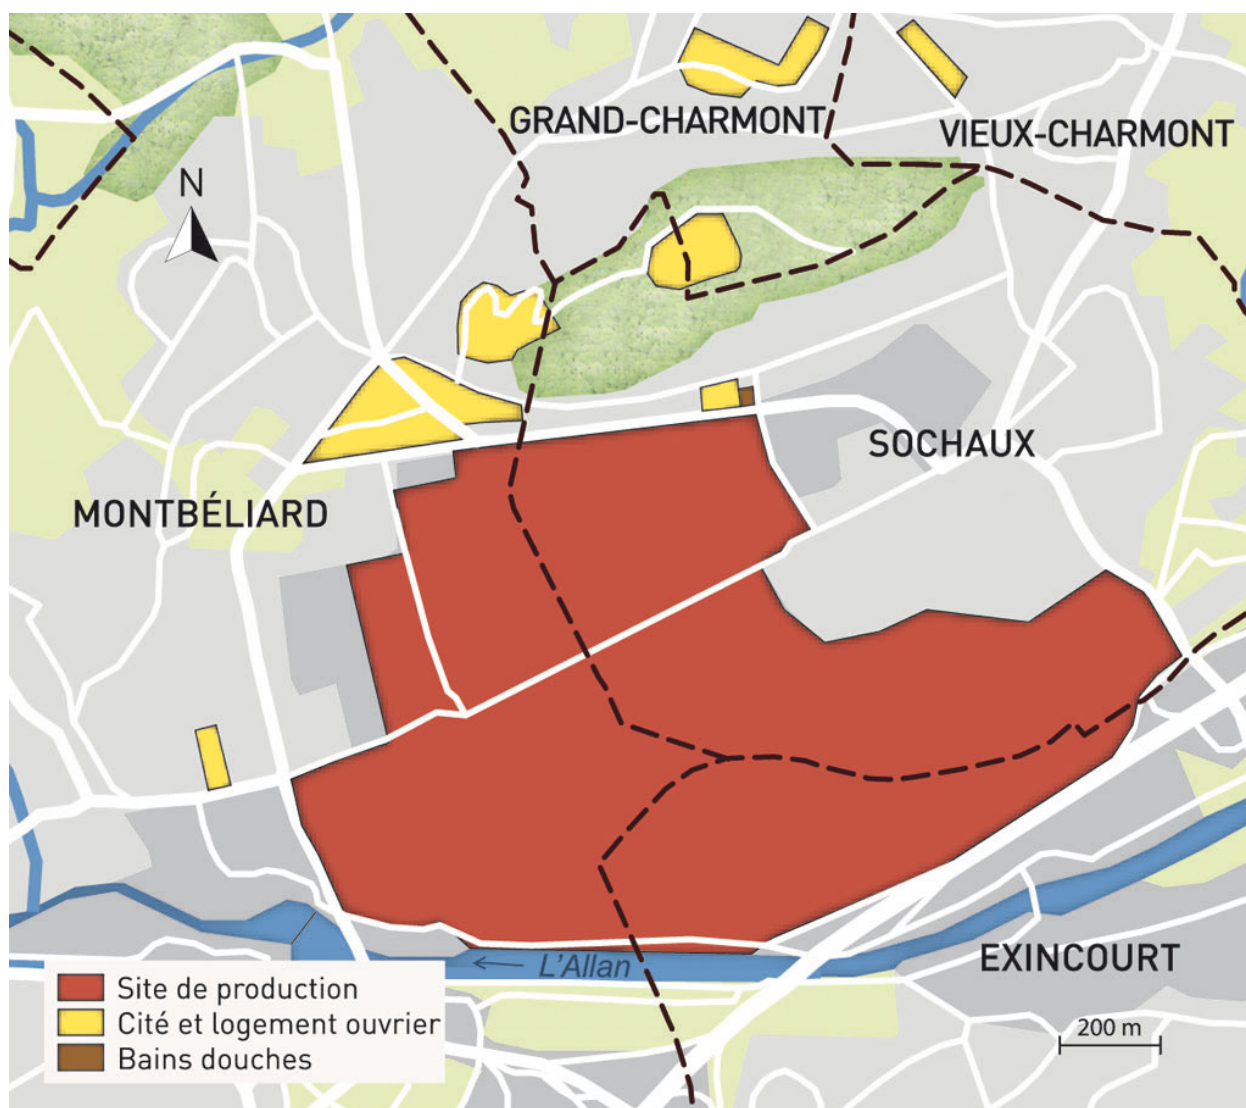 GRAND-CHARMONT
VIEUX-CHARMONT
N
SOCHAUX
MONTBÉLIARD
EXINCOURT
L'Allan
Site de production
Cité et logement ouvrier
Bains douches
200 m